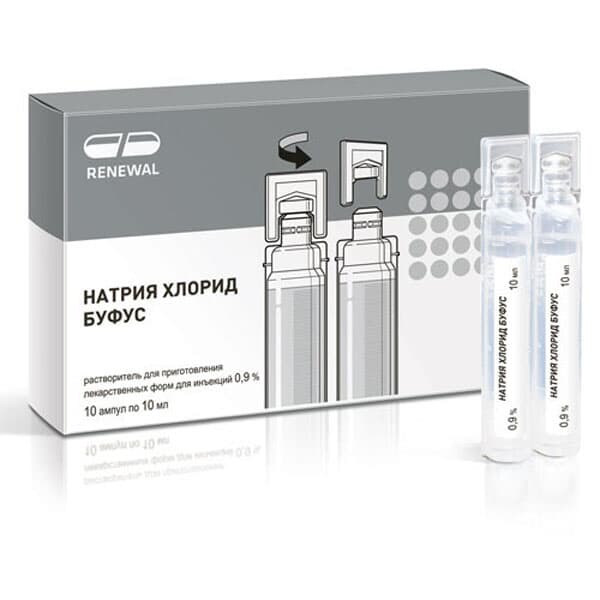 RENEWAL
НАТРИЯ ХЛОРИД
БУФУС
растворитель для приготовления
лекарственных форм для инъекций 0,9 %
10 ампул по 10 мл
НАТРИЯ ХЛОРИД БУФУС
0,9 %
10 мл
НАТРИЯ ХЛОРИД БУФУС
0,9 %
10 мл